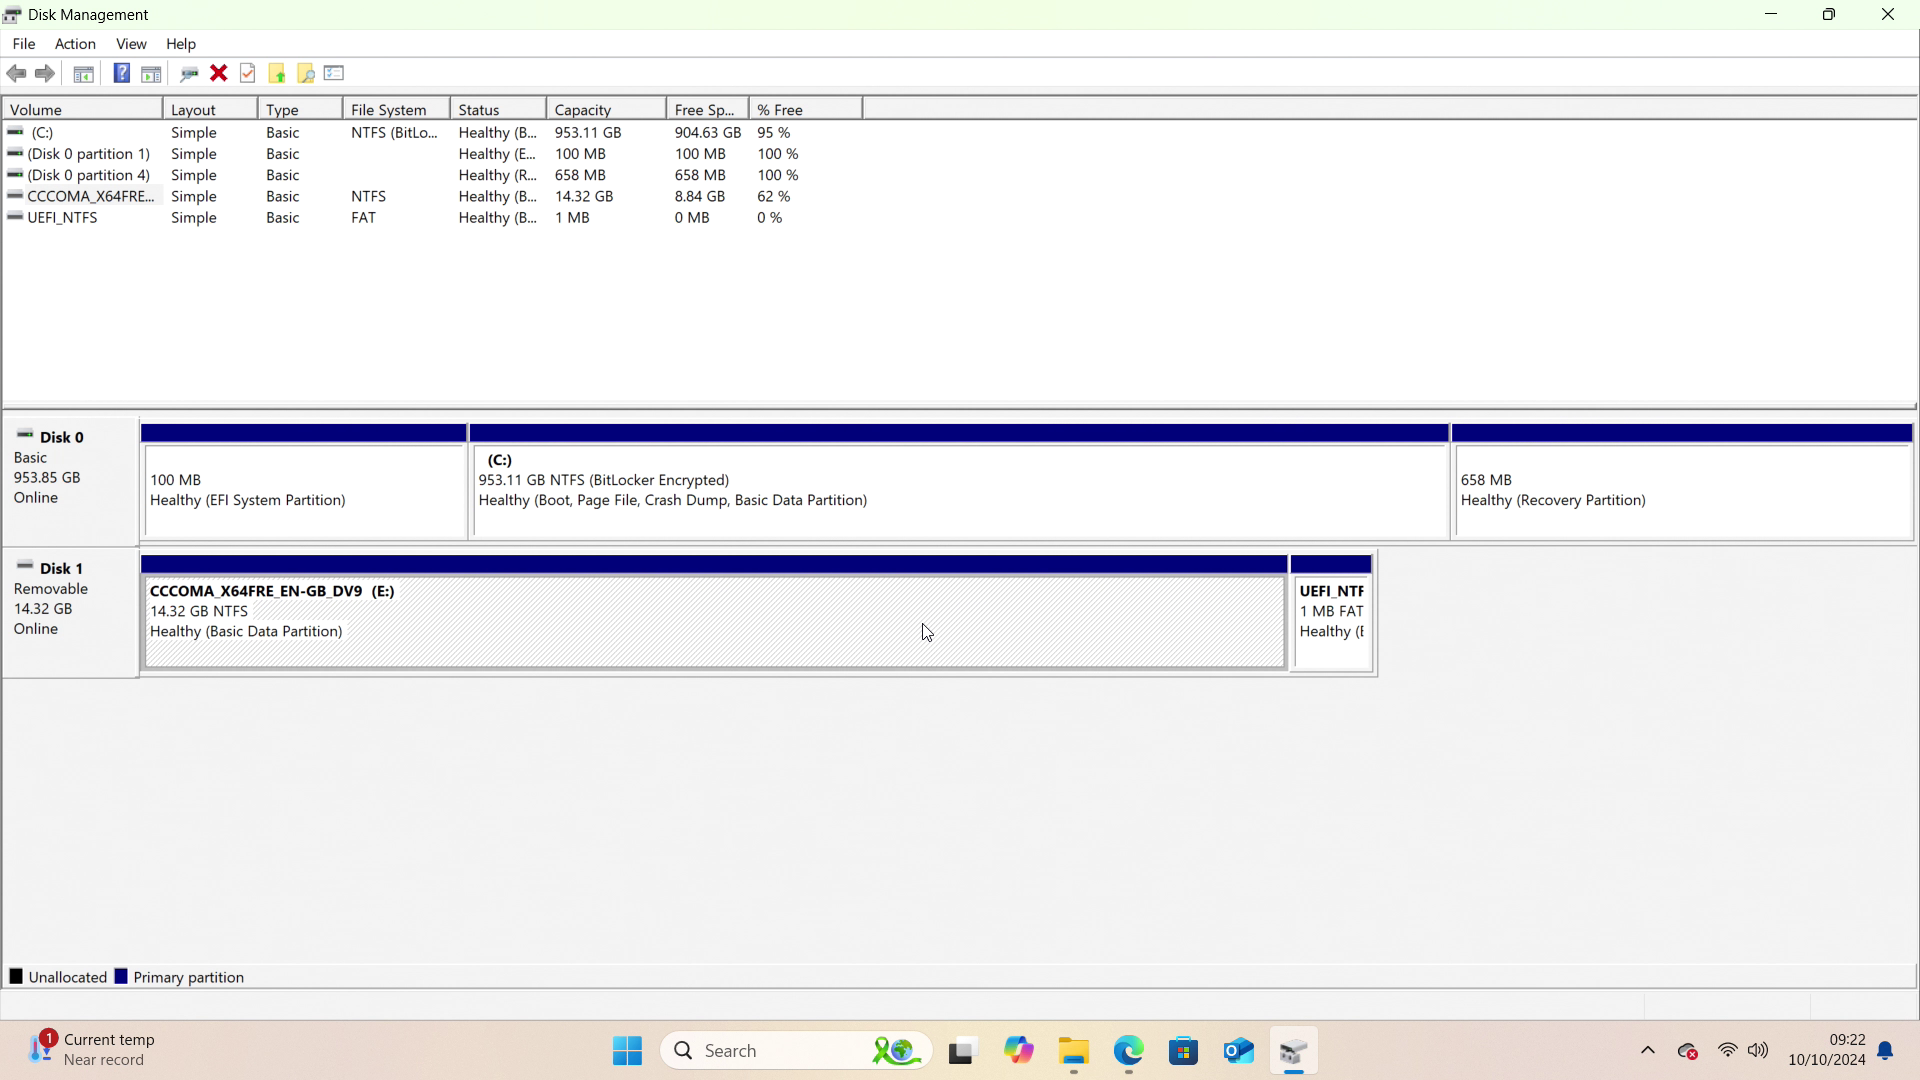 Disk Management
File Action View Help
Volume Layout Type File System Status Capacity Free Sp... % Free
(C:) Simple Basic NTFS (BitLo... Healthy (B... 953.11 GB 904.63 GB 95 %
(Disk 0 partition 1) Simple Basic Healthy (E... 100 MB 100 MB 100 %
(Disk 0 partition 4) Simple Basic Healthy (R... 658 MB 658 MB 100 %
CCCOMA_X64FRE... Simple Basic NTFS Healthy (B... 14.32 GB 8.84 GB 62 %
UEFI_NTFS Simple Basic FAT Healthy (B... 1 MB 0 MB 0 %
Disk 0
Basic
953.85 GB
Online
100 MB
Healthy (EFI System Partition)
(C:)
953.11 GB NTFS (BitLocker Encrypted)
Healthy (Boot, Page File, Crash Dump, Basic Data Partition)
658 MB
Healthy (Recovery Partition)
Disk 1
Removable
14.32 GB
Online
CCCOMA_X64FRE_EN-GB_DV9 (E:)
14.32 GB NTFS
Healthy (Basic Data Partition)
UEFI_NTF
1 MB FAT
Healthy (E
Unallocated Primary partition
1
Current temp
Near record
Search
09:22
10/10/2024